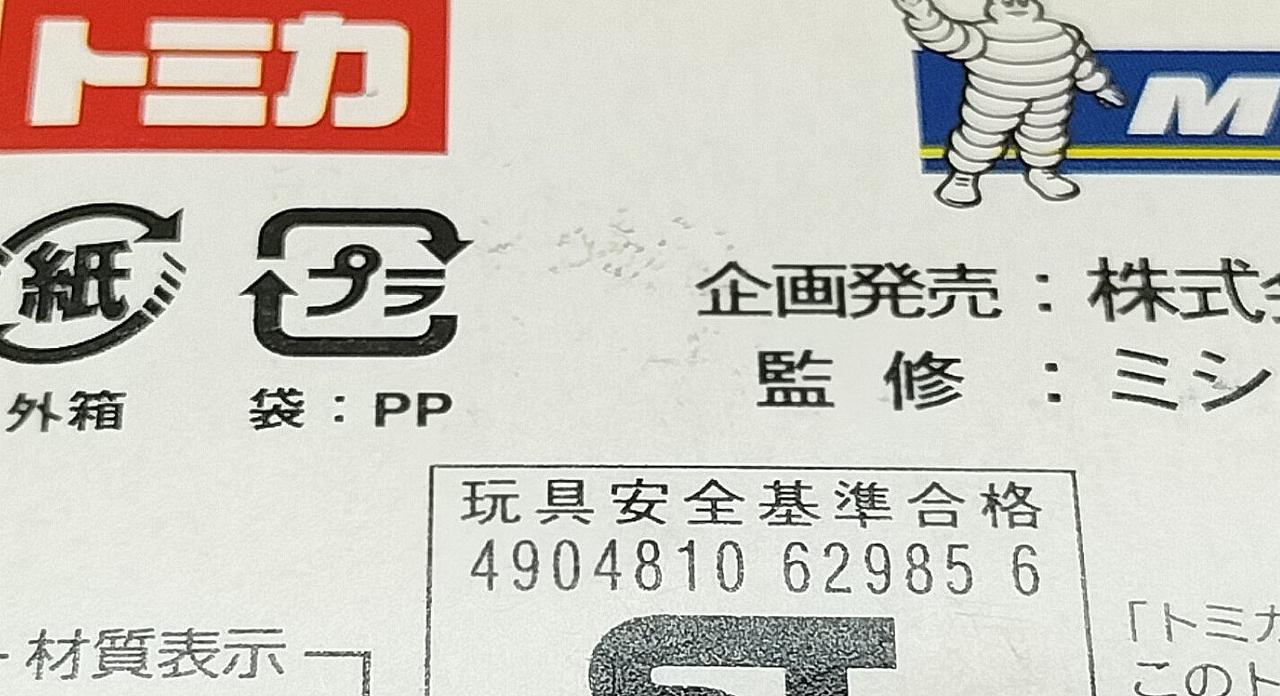 トミカ
M
紙
プラ
外箱
袋：PP
企画発売：株式
監修：ミシ
玩具安全基準合格
4904810 62985 6
ST
材質表示
「トミカ
このト